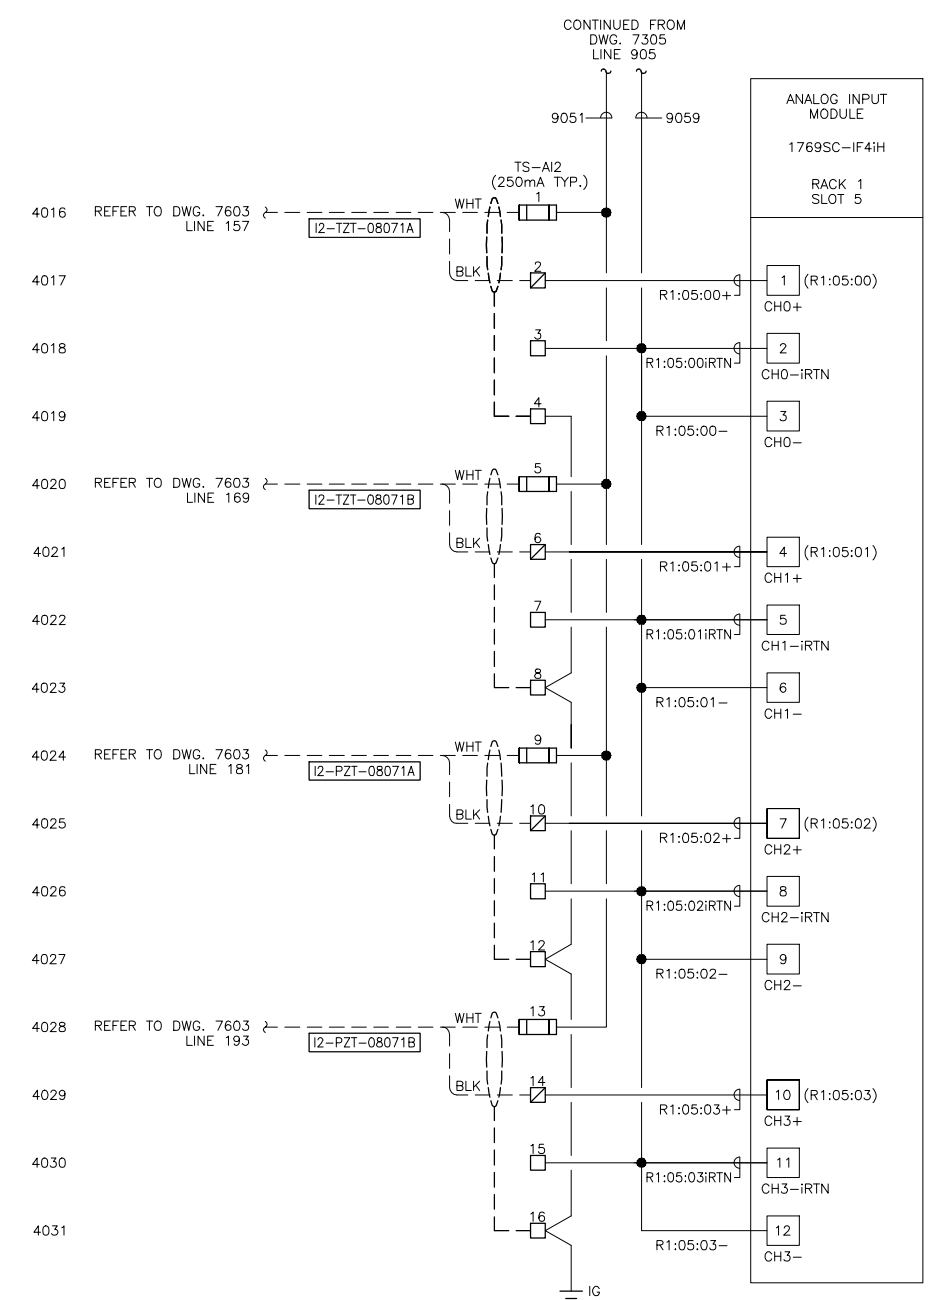 CONTINUED FROM
DWG. 7305
LINE 905
9051
9059
ANALOG INPUT
MODULE
1769SC-IF4iH
RACK 1
SLOT 5
TS-AI2
(250mA TYP.)
4016
REFER TO DWG. 7603
LINE 157
I2-TZT-08071A
WHT
1
4017
BLK
2
R1:05:00+
1
(R1:05:00)
CH0+
4018
3
R1:05:00iRTN
2
CH0-iRTN
4019
4
R1:05:00-
3
CH0-
4020
REFER TO DWG. 7603
LINE 169
I2-TZT-08071B
WHT
5
4021
BLK
6
R1:05:01+
4
(R1:05:01)
CH1+
4022
7
R1:05:01iRTN
5
CH1-iRTN
4023
8
R1:05:01-
6
CH1-
4024
REFER TO DWG. 7603
LINE 181
I2-PZT-08071A
WHT
9
4025
BLK
10
R1:05:02+
7
(R1:05:02)
CH2+
4026
11
R1:05:02iRTN
8
CH2-iRTN
4027
12
R1:05:02-
9
CH2-
4028
REFER TO DWG. 7603
LINE 193
I2-PZT-08071B
WHT
13
4029
BLK
14
R1:05:03+
10
(R1:05:03)
CH3+
4030
15
R1:05:03iRTN
11
CH3-iRTN
4031
16
R1:05:03-
12
CH3-
IG